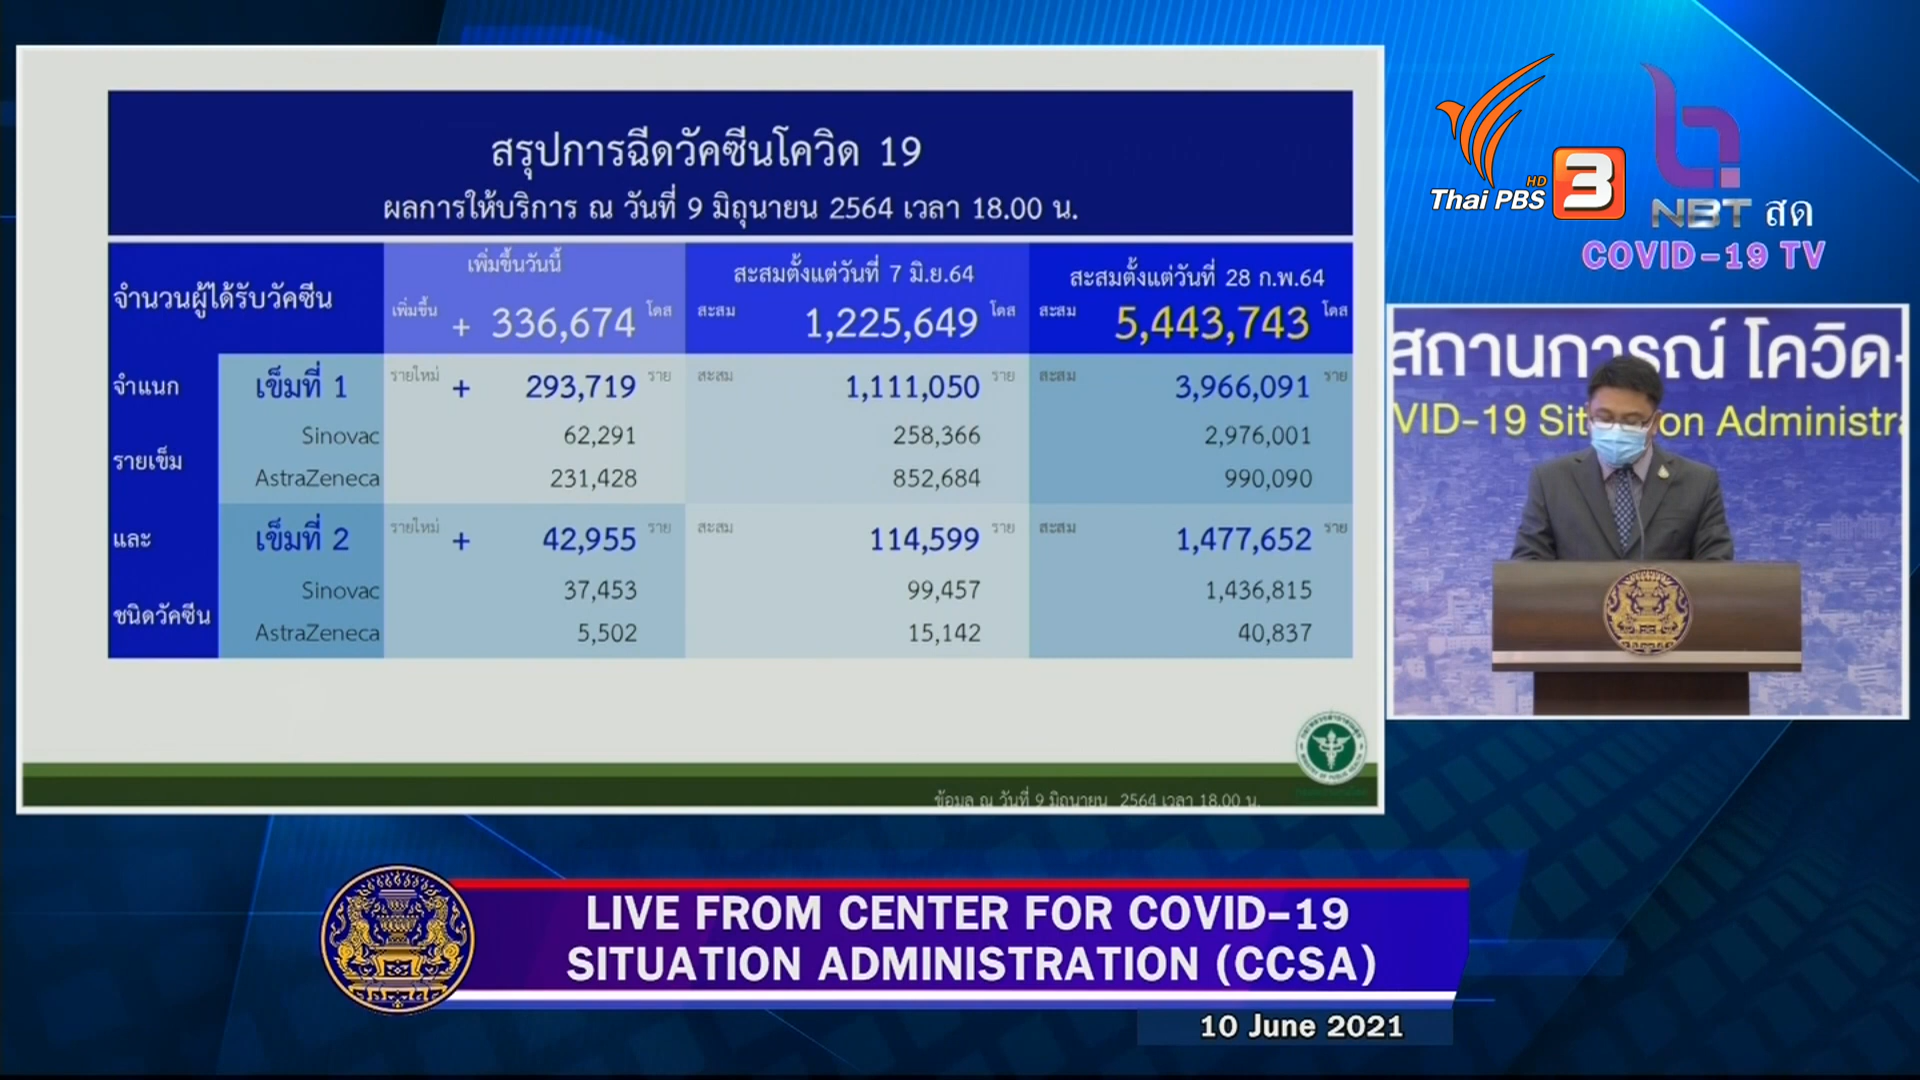 สรุปการฉีดวัคซีนโควิด 19
ผลการให้บริการ ณ วันที่ 9 มิถุนายน 2564 เวลา 18.00 น.
จำนวนผู้ได้รับวัคซีน
เพิ่มขึ้นวันนี้
เพิ่มขึ้น + 336,674 โดส
สะสมตั้งแต่วันที่ 7 มิ.ย.64
สะสม 1,225,649 โดส
สะสมตั้งแต่วันที่ 28 ก.พ.64
สะสม 5,443,743 โดส
จำแนก
รายเข็ม
และ
ชนิดวัคซีน
เข็มที่ 1 รายใหม่ + 293,719 ราย สะสม 1,111,050 ราย สะสม 3,966,091 ราย
Sinovac 62,291 258,366 2,976,001
AstraZeneca 231,428 852,684 990,090
เข็มที่ 2 รายใหม่ + 42,955 ราย สะสม 114,599 ราย สะสม 1,477,652 ราย
Sinovac 37,453 99,457 1,436,815
AstraZeneca 5,502 15,142 40,837
ข้อมูล ณ วันที่ 9 มิถุนายน 2564 เวลา 18.00 น.
Thai PBS HD 3
NBT สด
COVID-19 TV
สถานการณ์ โควิด-
VID-19 Sit on Administra
LIVE FROM CENTER FOR COVID-19
SITUATION ADMINISTRATION (CCSA)
10 June 2021